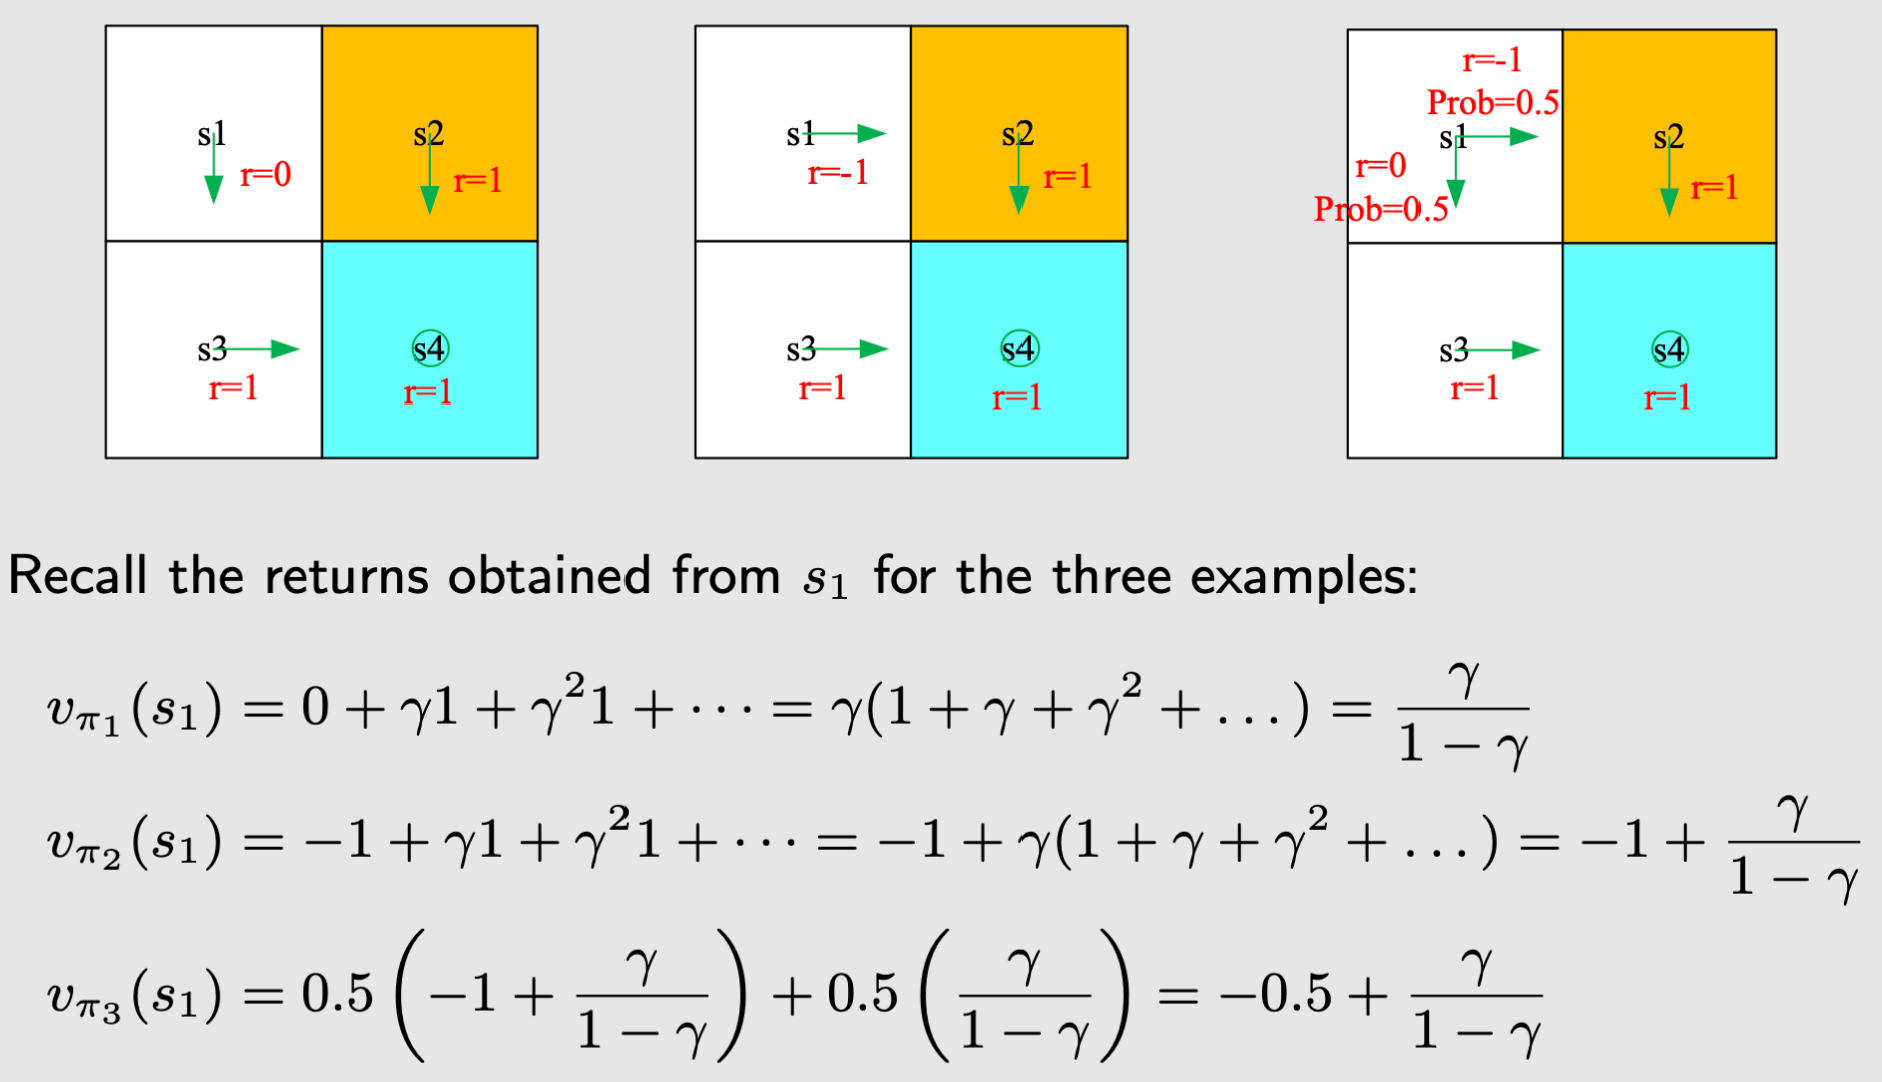 s1
r=0
s2
r=1
s3
r=1
s4
r=1
s1
r=-1
s2
r=1
s3
r=1
s4
r=1
r=-1
Prob=0.5
s1
r=0
Prob=0.5
s2
r=1
s3
r=1
s4
r=1
Recall the returns obtained from $s_1$ for the three examples:
$v_{\pi_1}(s_1) = 0 + \gamma 1 + \gamma^2 1 + \cdots = \gamma(1 + \gamma + \gamma^2 + \dots) = \frac{\gamma}{1 - \gamma}$
$v_{\pi_2}(s_1) = -1 + \gamma 1 + \gamma^2 1 + \cdots = -1 + \gamma(1 + \gamma + \gamma^2 + \dots) = -1 + \frac{\gamma}{1 - \gamma}$
$v_{\pi_3}(s_1) = 0.5 \left( -1 + \frac{\gamma}{1 - \gamma} \right) + 0.5 \left( \frac{\gamma}{1 - \gamma} \right) = -0.5 + \frac{\gamma}{1 - \gamma}$